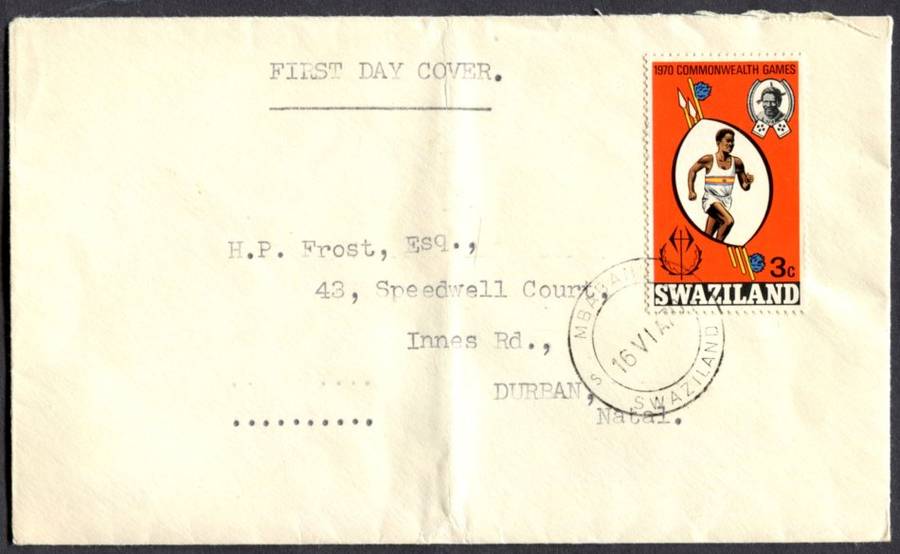 FIRST DAY COVER.
1970 COMMONWEALTH GAMES
3c
SWAZILAND
H.P. Frost, Esq.,
43, Speedwell Court,
Innes Rd.,
DURBAN,
Natal.
16 VI
S
SWAZILAND